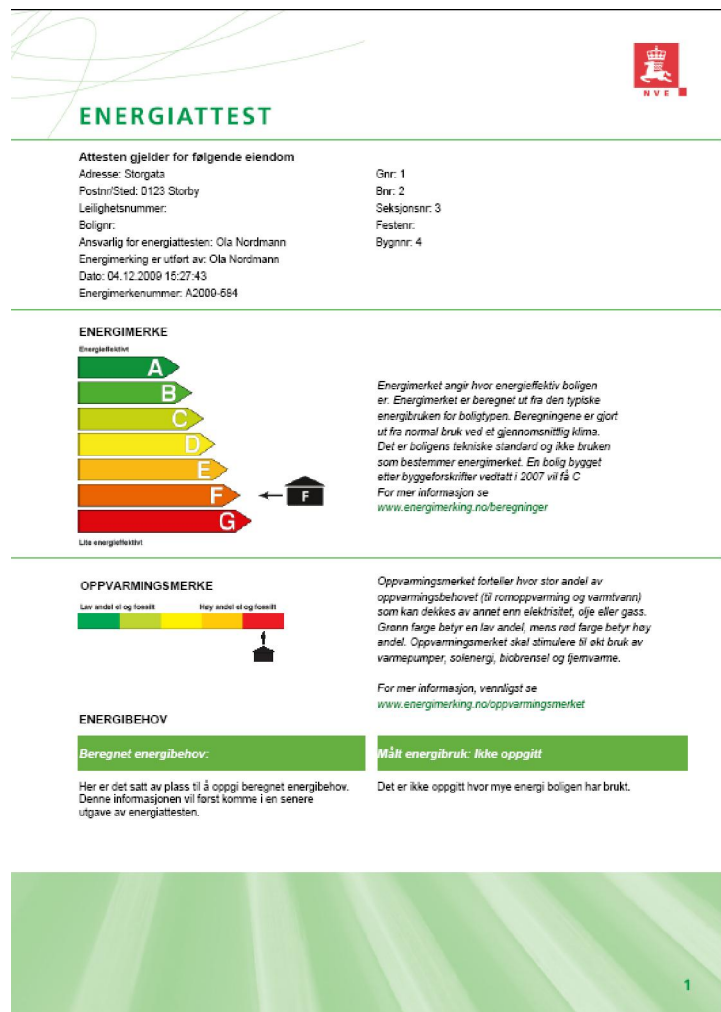 NVE
ENERGIATTEST
Attesten gjelder for følgende eiendom
Adresse: Storgata
Postnr/Sted: 0123 Storby
Leilighetsnummer:
Bolignr:
Ansvarlig for energiattesten: Ola Nordmann
Energimerking er utført av: Ola Nordmann
Dato: 04.12.2009 15:27:43
Energimerkenummer: A2009-584
Gnr: 1
Bnr: 2
Seksjonsnr: 3
Festenr:
Bygnnr: 4
ENERGIMERKE
Energieffektivt
A
B
C
D
E
F
G
F
Lite energieffektivt
Energimerket angir hvor energieffektiv boligen
er. Energimerket er beregnet ut fra den typiske
energibruken for boligtypen. Beregningene er gjort
ut fra normal bruk ved et gjennomsnittlig klima.
Det er boligens tekniske standard og ikke bruken
som bestemmer energimerket. En bolig bygget
etter byggeforskrifter vedtatt i 2007 vil få C
For mer informasjon se
www.energimerking.no/beregninger
OPPVARMINGSMERKE
Lav andel el og fossilt
Høy andel el og fossilt
Oppvarmingsmerket forteller hvor stor andel av
oppvarmingsbehovet (til romoppvarming og varmtvann)
som kan dekkes av annet enn elektrisitet, olje eller gass.
Grønn farge betyr en lav andel, mens rød farge betyr høy
andel. Oppvarmingsmerket skal stimulere til økt bruk av
varmepumper, solenergi, biobrensel og fjernvarme.
For mer informasjon, vennligst se
www.energimerking.no/oppvarmingsmerket
ENERGIBEHOV
Beregnet energibehov:
Her er det satt av plass til å oppgi beregnet energibehov.
Denne informasjonen vil først komme i en senere
utgave av energiattesten.
Målt energibruk: Ikke oppgitt
Det er ikke oppgitt hvor mye energi boligen har brukt.
1